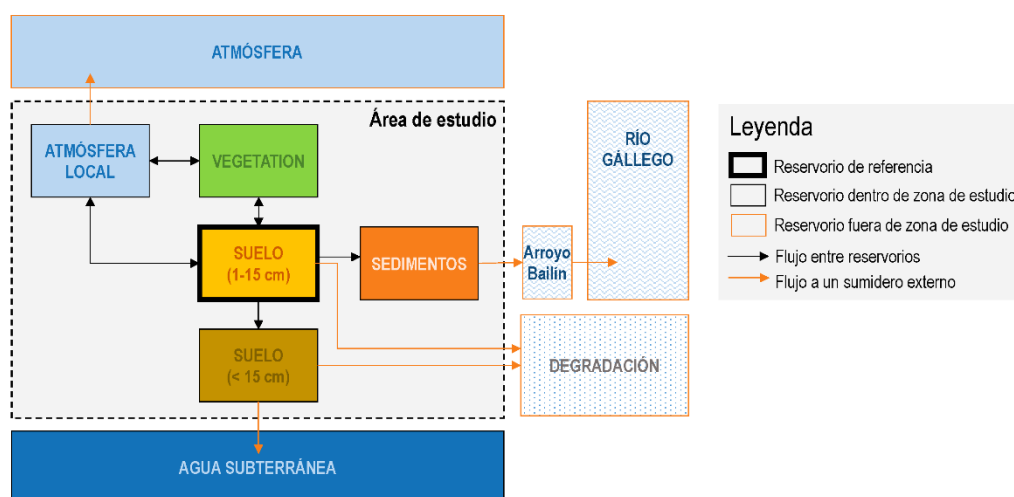 ATMÓSFERA
Área de estudio
ATMÓSFERA
LOCAL
VEGETATION
RÍO
GÁLLEGO
SUELO
(1-15 cm)
SEDIMENTOS
Arroyo
Bailín
SUELO
(< 15 cm)
DEGRADACIÓN
AGUA SUBTERRÁNEA
Leyenda
Reservorio de referencia
Reservorio dentro de zona de estudio
Reservorio fuera de zona de estudio
Flujo entre reservorios
Flujo a un sumidero externo